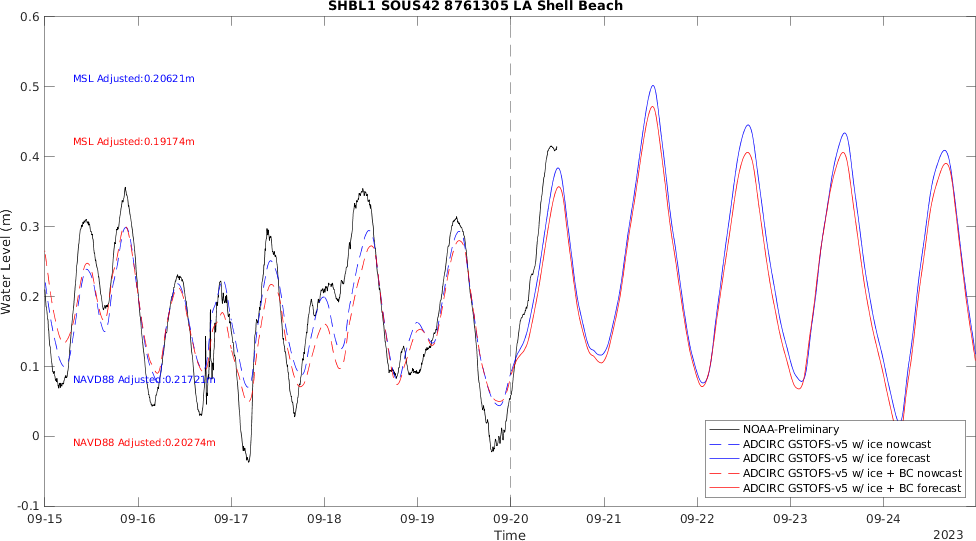 SHBL1 SOUS42 8761305 LA Shell Beach
Water Level (m)
0.6
0.5
0.4
0.3
0.2
0.1
0
-0.1
MSL Adjusted:0.20621m
MSL Adjusted:0.19174m
NAVD88 Adjusted:0.21721m
NAVD88 Adjusted:0.20274m
NOAA-Preliminary
ADCIRC GSTOFS-v5 w/ ice nowcast
ADCIRC GSTOFS-v5 w/ ice forecast
ADCIRC GSTOFS-v5 w/ ice + BC nowcast
ADCIRC GSTOFS-v5 w/ ice + BC forecast
09-15 09-16 09-17 09-18 09-19 09-20 09-21 09-22 09-23 09-24
Time
2023